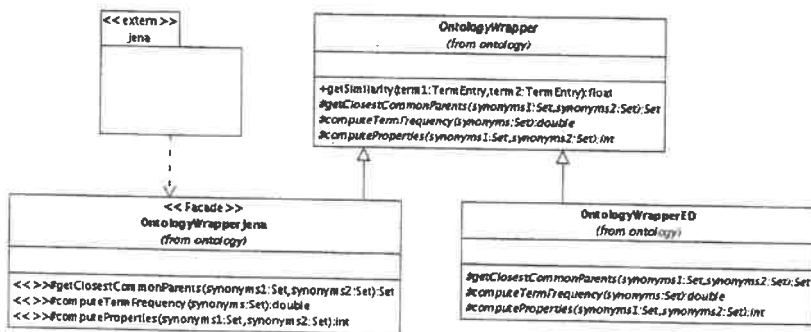 << extern >>
jena
OntologyWrapper
(from ontology)
+getSimilarity(term1:TermEntry,term2:TermEntry):float
#getClosestCommonParents(synonyms1:Set,synonyms2:Set):Set
#computeTermFrequency(synonyms:Set):double
#computeProperties(synonyms1:Set,synonyms2:Set):int
<< Facade >>
OntologyWrapperJena
(from ontology)
<< >>#getClosestCommonParents(synonyms1:Set,synonyms2:Set):Set
<< >>#computeTermFrequency(synonyms:Set):double
<< >>#computeProperties(synonyms1:Set,synonyms2:Set):int
OntologyWrapperED
(from ontology)
#getClosestCommonParents(synonyms1:Set,synonyms2:Set):Set
#computeTermFrequency(synonyms:Set):double
#computeProperties(synonyms1:Set,synonyms2:Set):int